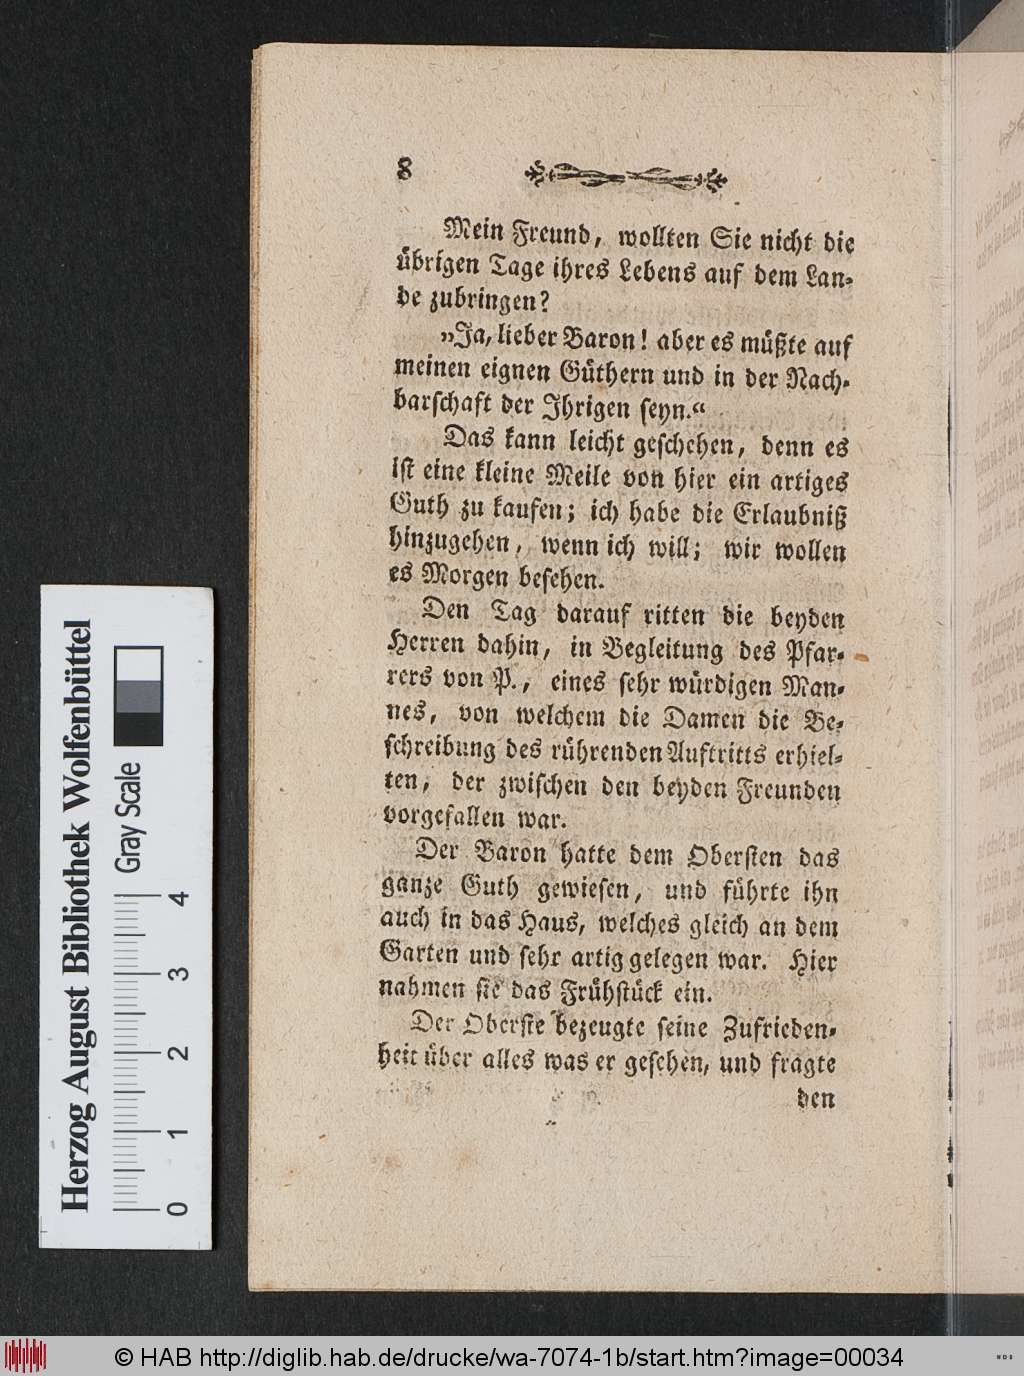 8
Mein Freund, wollten Sie nicht die
übrigen Tage ihres Lebens auf dem Lan-
de zubringen?
„Ja, lieber Baron! aber es müßte auf
meinen eignen Güthern und in der Nach-
barschaft der Ihrigen seyn.“
Das kann leicht geschehen, denn es
ist eine kleine Meile von hier ein artiges
Guth zu kaufen; ich habe die Erlaubniß
hinzugehen, wenn ich will; wir wollen
es Morgen besehen.
Den Tag darauf ritten die beyden
Herren dahin, in Begleitung des Pfar-
rers von P., eines sehr würdigen Man-
nes, von welchem die Damen die Be-
schreibung des rührenden Auftritts erhiel-
ten, der zwischen den beyden Freunden
vorgefallen war.
Der Baron hatte dem Obersten das
ganze Guth gewiesen, und führte ihn
auch in das Haus, welches gleich an dem
Garten und sehr artig gelegen war. Hier
nahmen sie das Frühstück ein.
Der Oberste bezeugte seine Zufrieden-
heit über alles was er gesehen, und fragte
den
Herzog August Bibliothek Wolfenbüttel
Gray Scale
0 1 2 3 4
© HAB http://diglib.hab.de/drucke/wa-7074-1b/start.htm?image=00034